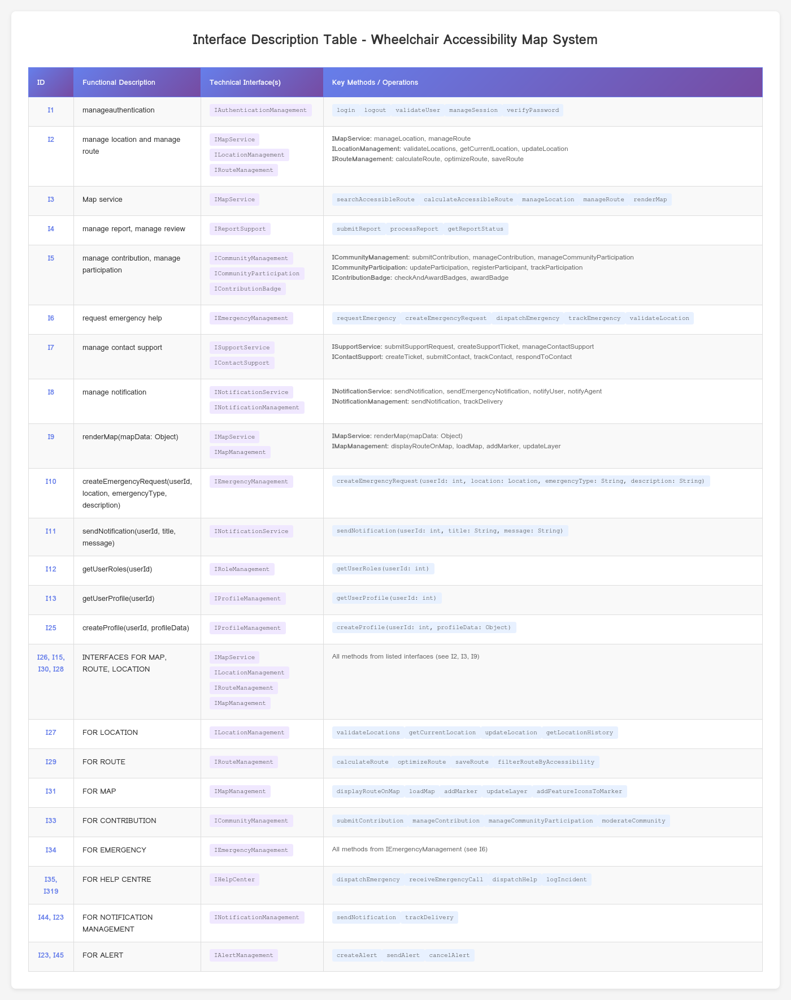 Interface Description Table - Wheelchair Accessibility Map System
ID Functional Description Technical Interface(s) Key Methods / Operations
I1 manageauthentication IAuthenticationManagement login logout validateUser manageSession verifyPassword
I2
manage location and manage
route
IMapService
ILocationManagement
IRouteManagement
IMapService: manageLocation, manageRoute
ILocationManagement: validateLocations, getCurrentLocation, updateLocation
IRouteManagement: calculateRoute, optimizeRoute, saveRoute
I3 Map service IMapService searchAccessibleRoute calculateAccessibleRoute manageLocation manageRoute renderMap
I4 manage report, manage review IReportSupport submitReport processReport getReportStatus
I5
manage contribution, manage
participation
ICommunityManagement
ICommunityParticipation
IContributionBadge
ICommunityManagement: submitContribution, manageContribution, manageCommunityParticipation
ICommunityParticipation: updateParticipation, registerParticipant, trackParticipation
IContributionBadge: checkAndAwardBadges, awardBadge
I6 request emergency help IEmergencyManagement requestEmergency createEmergencyRequest dispatchEmergency trackEmergency validateLocation
I7 manage contact support
ISupportService
IContactSupport
ISupportService: submitSupportRequest, createSupportTicket, manageContactSupport
IContactSupport: createTicket, submitContact, trackContact, respondToContact
I8 manage notification
INotificationService
INotificationManagement
INotificationService: sendNotification, sendEmergencyNotification, notifyUser, notifyAgent
INotificationManagement: sendNotification, trackDelivery
I9 renderMap(mapData: Object)
IMapService
IMapManagement
IMapService: renderMap(mapData: Object)
IMapManagement: displayRouteOnMap, loadMap, addMarker, updateLayer
I10
createEmergencyRequest(userId,
location, emergencyType,
description)
IEmergencyManagement
createEmergencyRequest(userId: int, location: Location, emergencyType: String, description: String)
I11
sendNotification(userId, title,
message)
INotificationService
sendNotification(userId: int, title: String, message: String)
I12 getUserRoles(userId) IRoleManagement getUserRoles(userId: int)
I13 getUserProfile(userId) IProfileManagement getUserProfile(userId: int)
I25 createProfile(userId, profileData) IProfileManagement createProfile(userId: int, profileData: Object)
I26, I15,
I30, I28
INTERFACES FOR MAP,
ROUTE, LOCATION
IMapService
ILocationManagement
IRouteManagement
IMapManagement
All methods from listed interfaces (see I2, I3, I9)
I27 FOR LOCATION ILocationManagement validateLocations getCurrentLocation updateLocation getLocationHistory
I29 FOR ROUTE IRouteManagement calculateRoute optimizeRoute saveRoute filterRouteByAccessibility
I31 FOR MAP IMapManagement displayRouteOnMap loadMap addMarker updateLayer addFeatureIconsToMarker
I33 FOR CONTRIBUTION ICommunityManagement submitContribution manageContribution manageCommunityParticipation moderateCommunity
I34 FOR EMERGENCY IEmergencyManagement All methods from IEmergencyManagement (see I6)
I35,
I319
FOR HELP CENTRE IHelpCenter dispatchEmergency receiveEmergencyCall dispatchHelp logIncident
I44, I23
FOR NOTIFICATION
MANAGEMENT
INotificationManagement
sendNotification trackDelivery
I23, I45 FOR ALERT IAlertManagement createAlert sendAlert cancelAlert